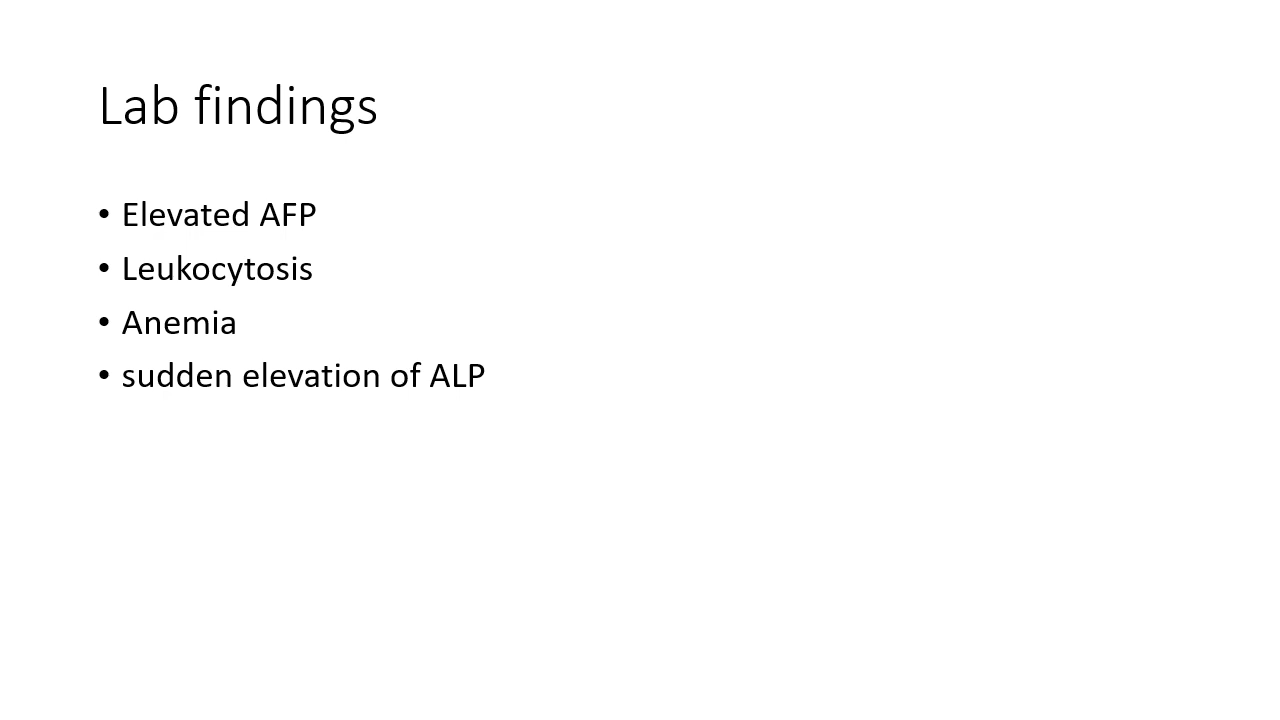 Lab findings
• Elevated AFP
• Leukocytosis
• Anemia
• sudden elevation of ALP